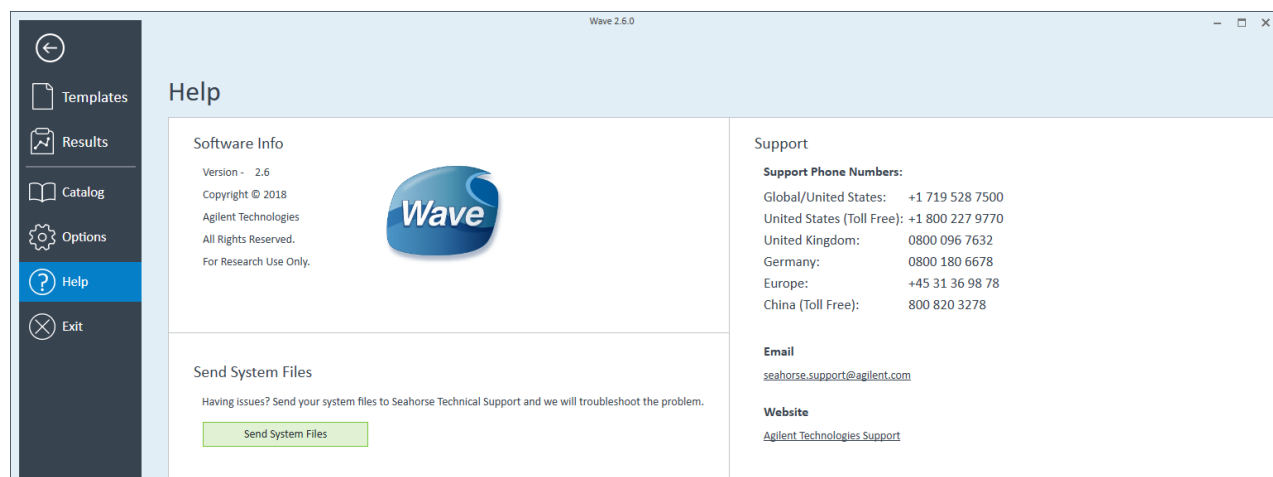 Wave 2.6.0
Templates
Results
Catalog
Options
Help
Exit
Help
Software Info
Version - 2.6
Copyright © 2018
Agilent Technologies
All Rights Reserved.
For Research Use Only.
Wave
Send System Files
Having issues? Send your system files to Seahorse Technical Support and we will troubleshoot the problem.
Send System Files
Support
Support Phone Numbers:
Global/United States: +1 719 528 7500
United States (Toll Free): +1 800 227 9770
United Kingdom: 0800 096 7632
Germany: 0800 180 6678
Europe: +45 31 36 98 78
China (Toll Free): 800 820 3278
Email
seahorse.support@agilent.com
Website
Agilent Technologies Support